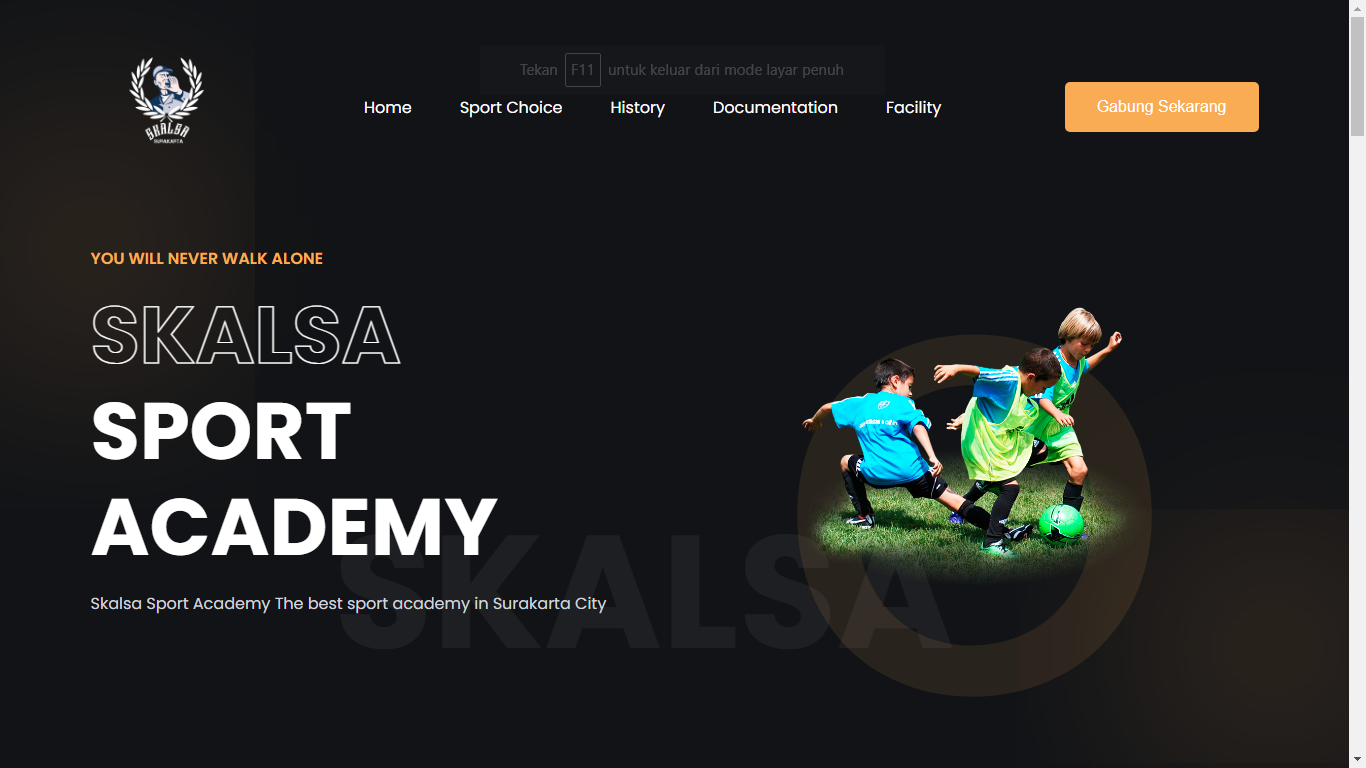 Tekan F11 untuk keluar dari mode layar penuh
SKALSA
SURAKARTA
Home Sport Choice History Documentation Facility
Gabung Sekarang
YOU WILL NEVER WALK ALONE
SKALSA
SPORT
ACADEMY
SKALSA
Skalsa Sport Academy The best sport academy in Surakarta City